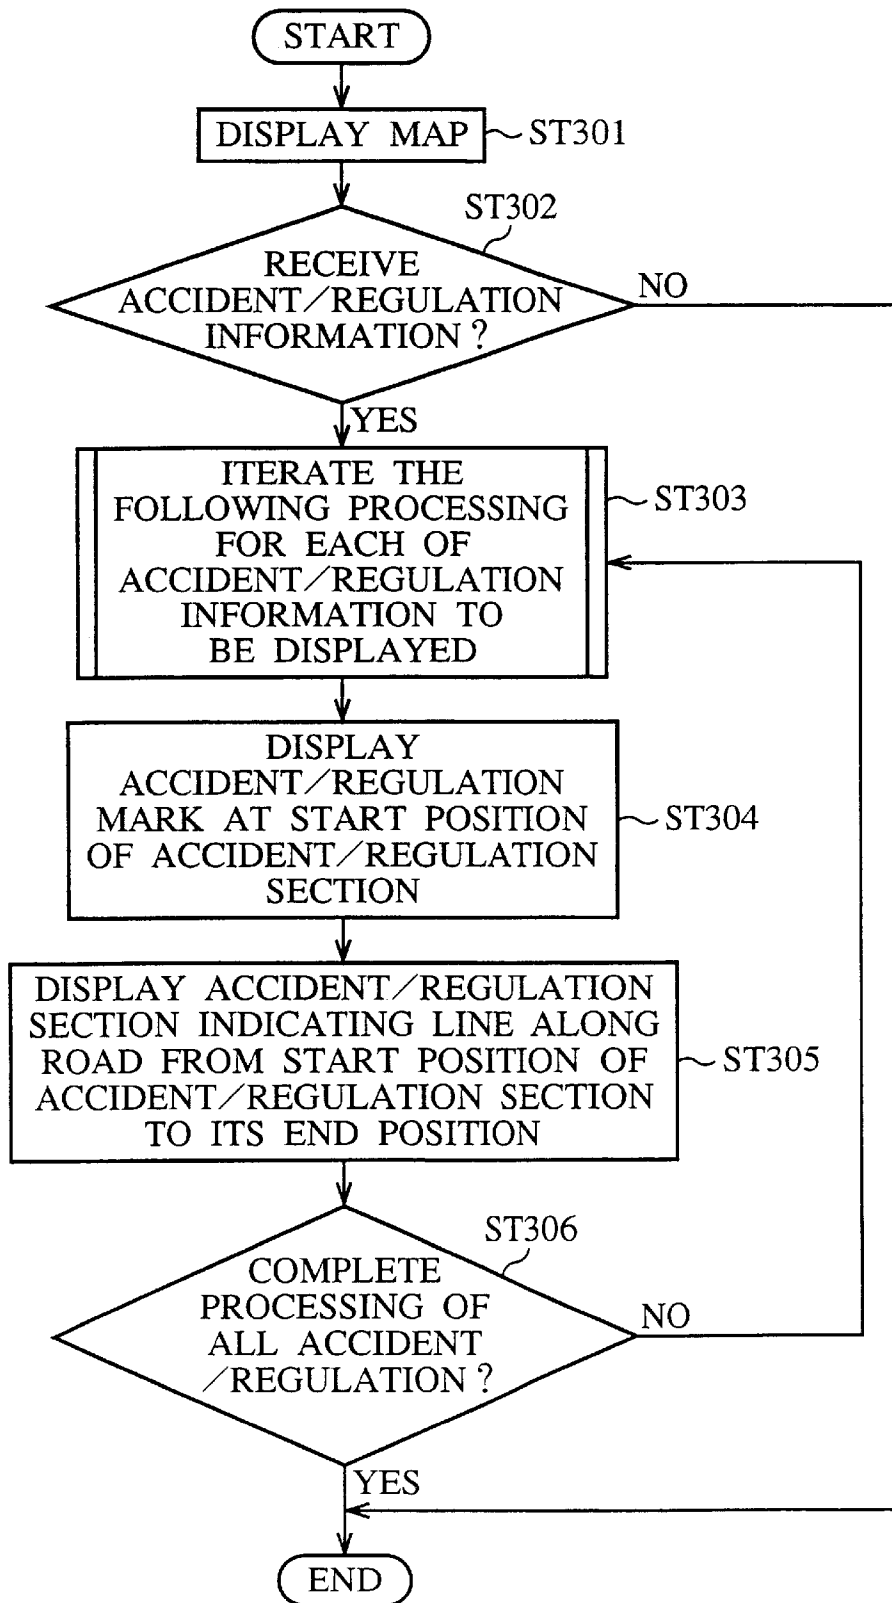 START
DISPLAY MAP
ST301
ST302
RECEIVE
ACCIDENT/REGULATION
INFORMATION?
NO
YES
ITERATE THE
FOLLOWING PROCESSING
FOR EACH OF
ACCIDENT/REGULATION
INFORMATION TO
BE DISPLAYED
ST303
DISPLAY
ACCIDENT/REGULATION
MARK AT START POSITION
OF ACCIDENT/REGULATION
SECTION
ST304
DISPLAY ACCIDENT/REGULATION
SECTION INDICATING LINE ALONG
ROAD FROM START POSITION OF
ACCIDENT/REGULATION SECTION
TO ITS END POSITION
ST305
ST306
COMPLETE
PROCESSING OF
ALL ACCIDENT
/REGULATION?
NO
YES
END